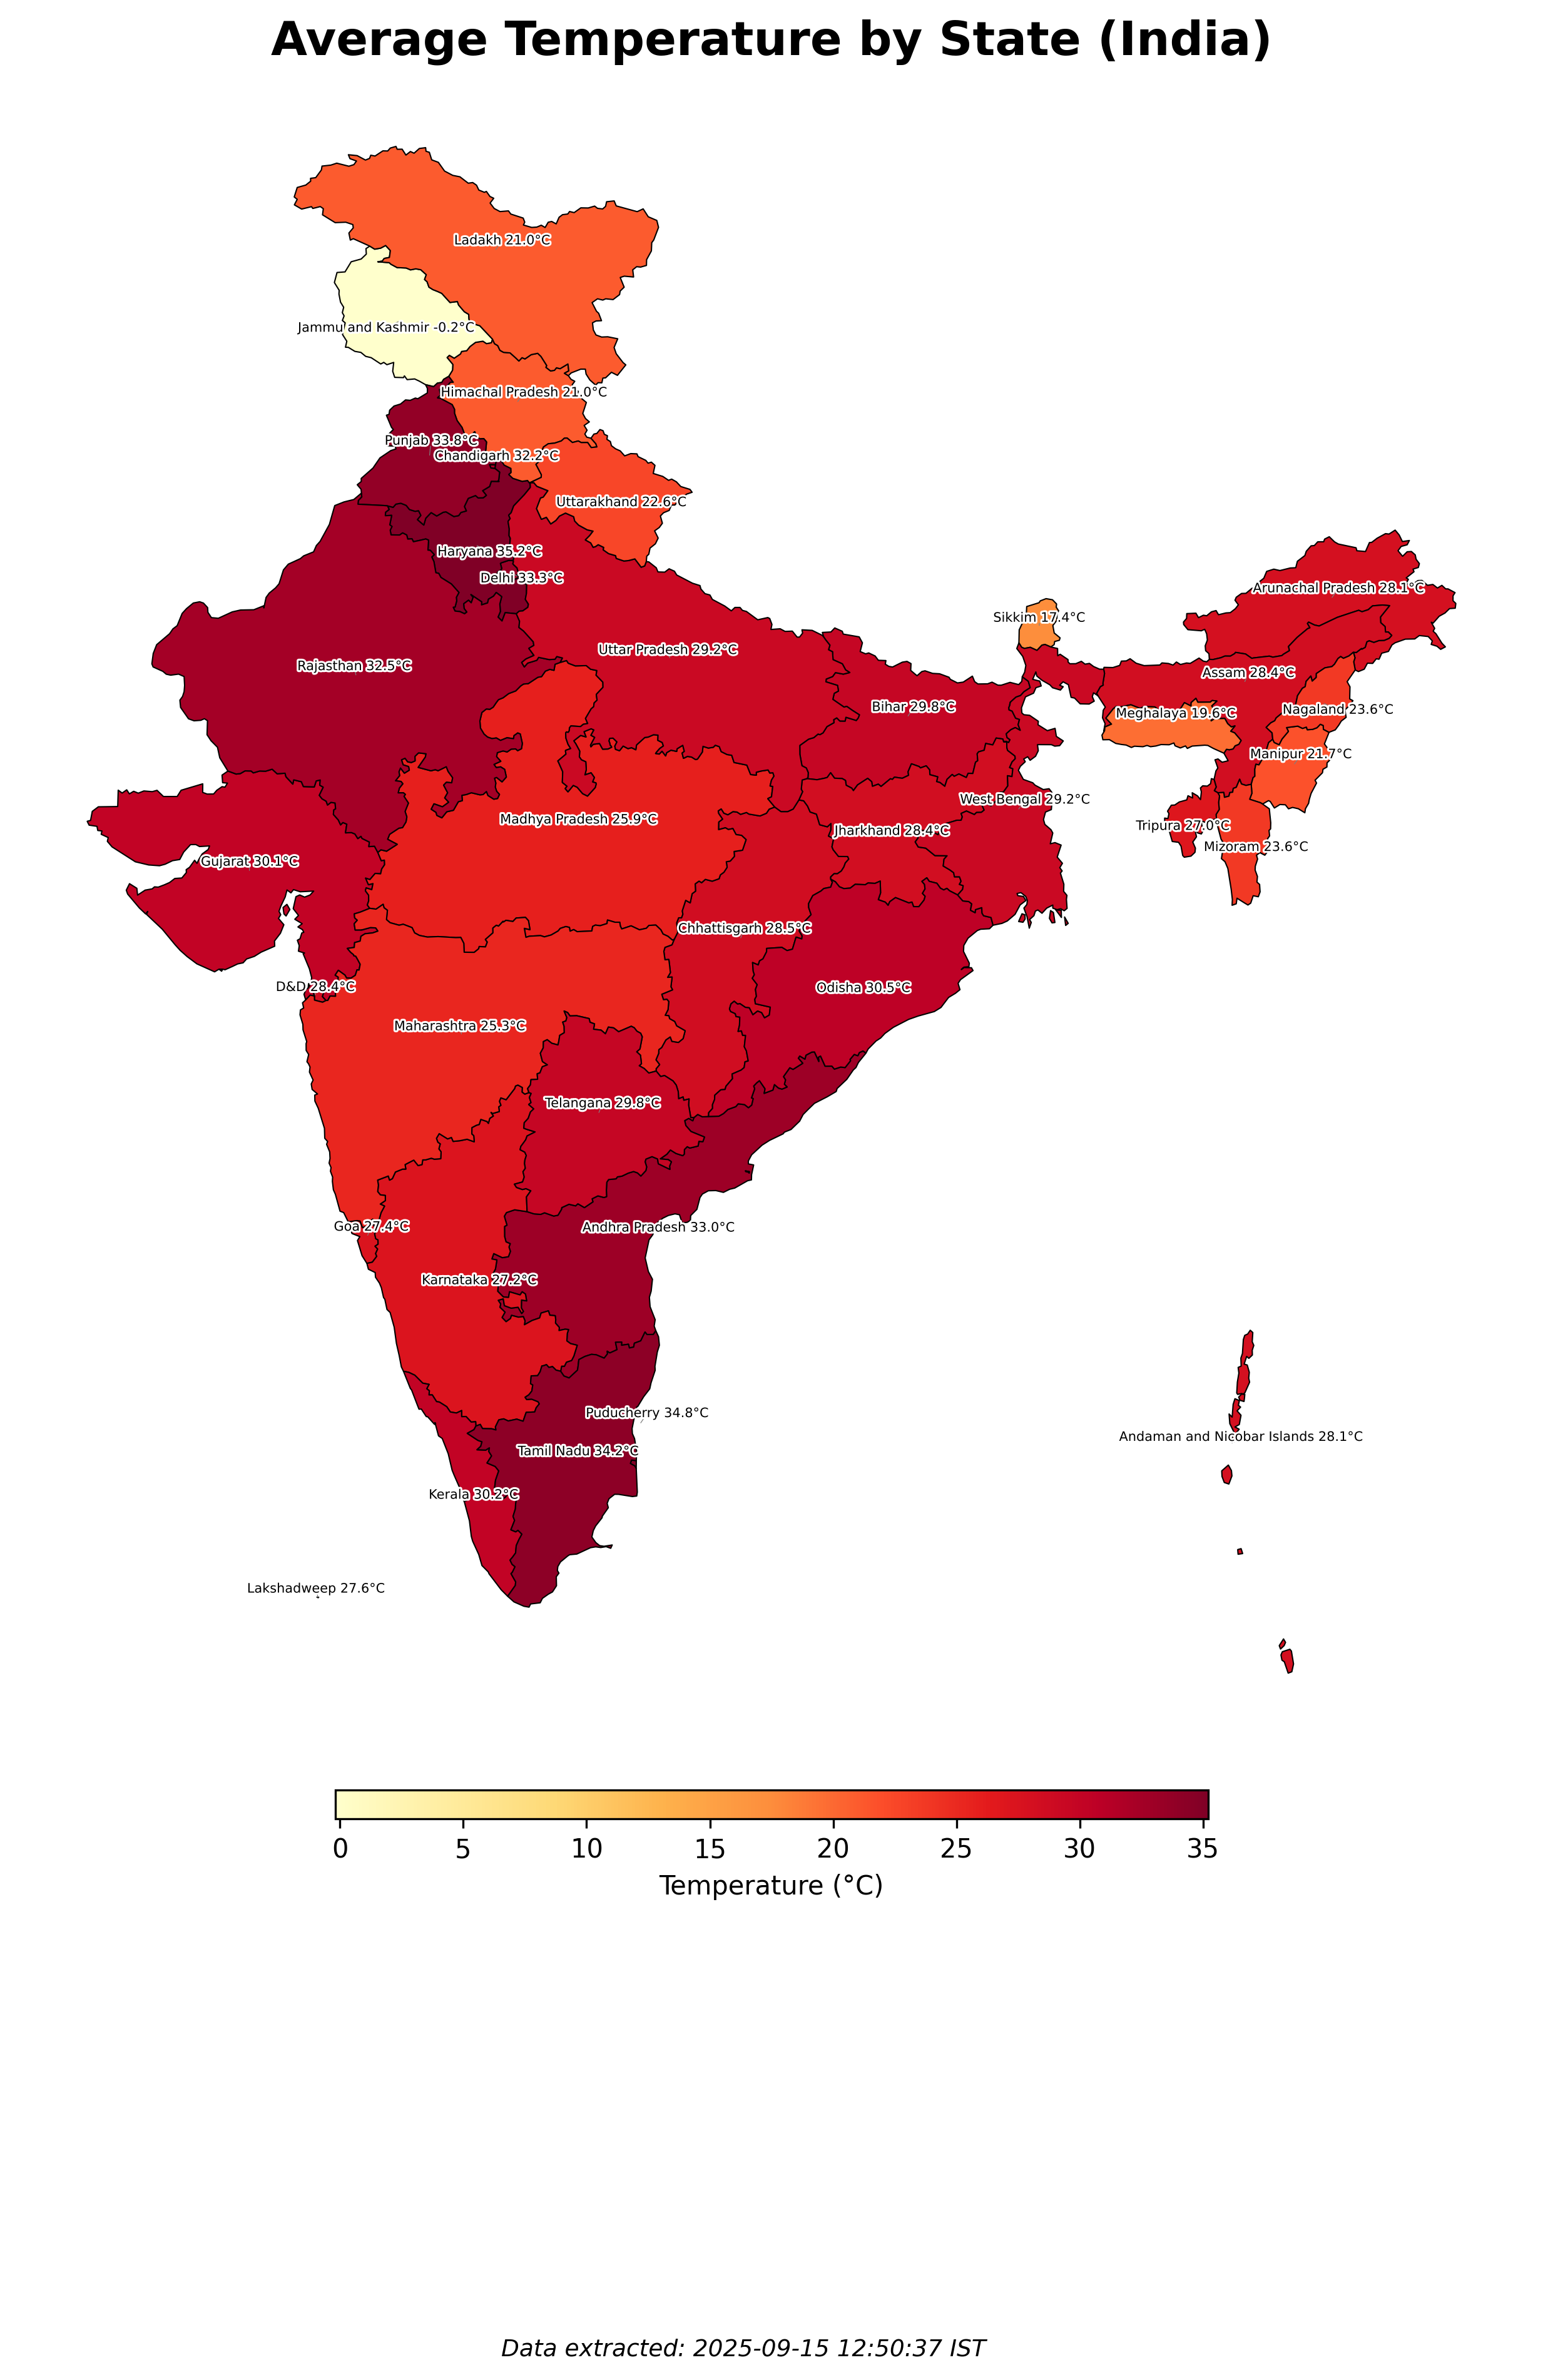 Average Temperature by State (India)
Ladakh 21.0°C
Jammu and Kashmir -0.2°C
Himachal Pradesh 21.0°C
Punjab 33.8°C
Chandigarh 32.2°C
Uttarakhand 22.6°C
Haryana 35.2°C
Delhi 33.3°C
Arunachal Pradesh 28.1°C
Sikkim 17.4°C
Uttar Pradesh 29.2°C
Rajasthan 32.5°C
Assam 28.4°C
Bihar 29.8°C
Meghalaya 19.6°C
Nagaland 23.6°C
Manipur 21.7°C
West Bengal 29.2°C
Madhya Pradesh 25.9°C
Jharkhand 28.4°C
Tripura 27.0°C
Mizoram 23.6°C
Gujarat 30.1°C
Chhattisgarh 28.5°C
D&D 28.4°C
Odisha 30.5°C
Maharashtra 25.3°C
Telangana 29.8°C
Goa 27.4°C
Andhra Pradesh 33.0°C
Karnataka 27.2°C
Puducherry 34.8°C
Andaman and Nicobar Islands 28.1°C
Tamil Nadu 34.2°C
Kerala 30.2°C
Lakshadweep 27.6°C
0 5 10 15 20 25 30 35
Temperature (°C)
Data extracted: 2025-09-15 12:50:37 IST